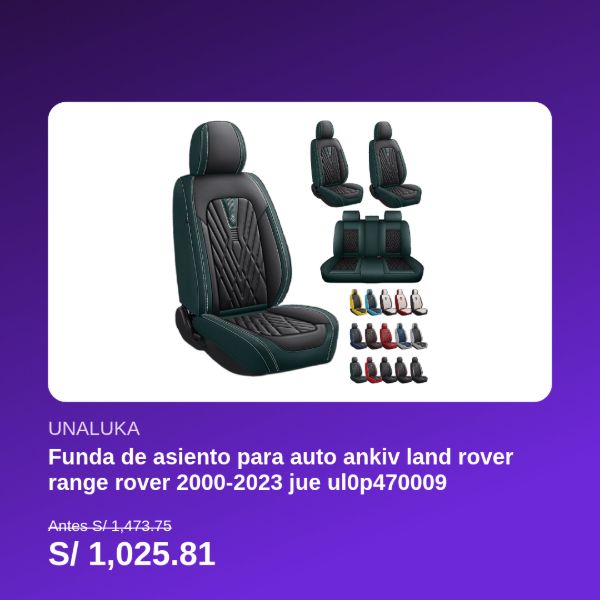 UNALUKA
Funda de asiento para auto ankiv land rover
range rover 2000-2023 jue ul0p470009
Antes S/ 1,473.75
S/ 1,025.81